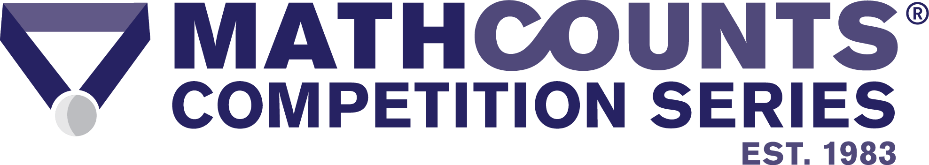 MATHCOUNTS®
COMPETITION SERIES
EST. 1983